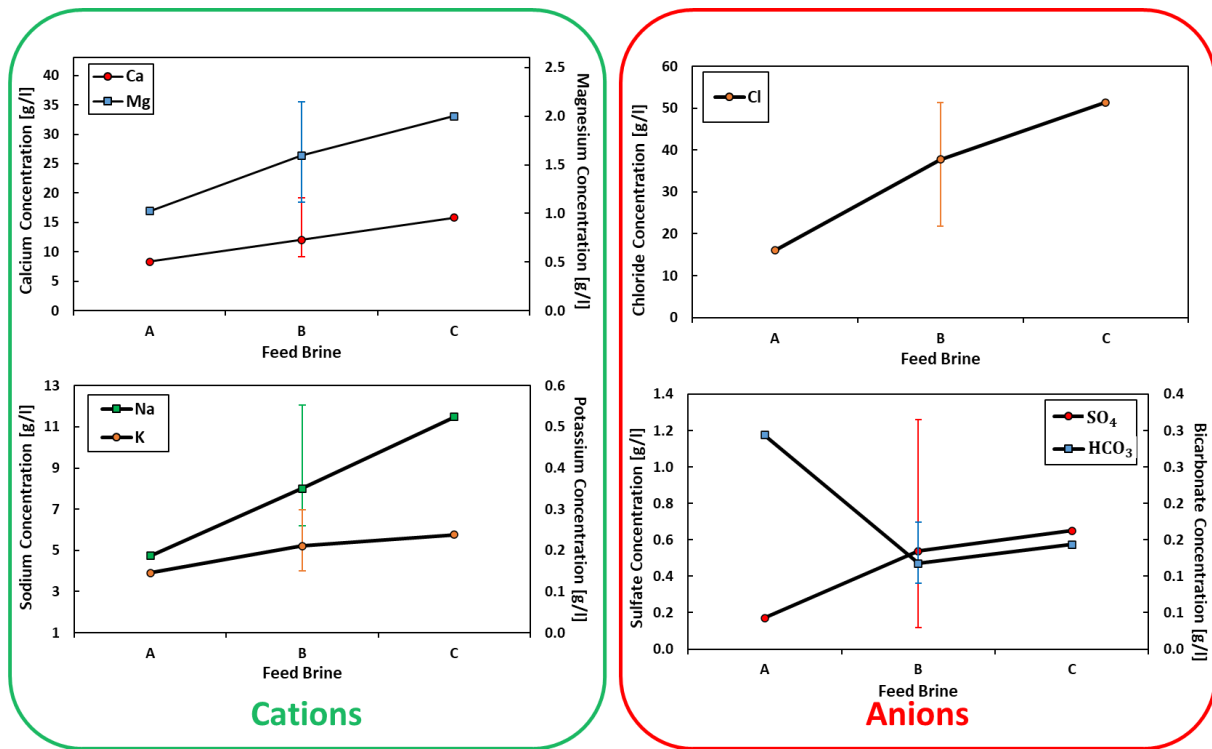 Ca
Mg
Calcium Concentration [g/l]
40
35
30
25
20
15
10
5
0
2.5
2.0
1.5
1.0
0.5
0.0
Magnesium Concentration [g/l]
A B C
Feed Brine
Na
K
Sodium Concentration [g/l]
13
11
9
7
5
3
1
0.6
0.5
0.4
0.3
0.2
0.1
0.0
Potassium Concentration [g/l]
A B C
Feed Brine
Cations
Cl
Chloride Concentration [g/l]
60
50
40
30
20
10
0
A B C
Feed Brine
SO₄
HCO₃
Sulfate Concentration [g/l]
1.4
1.2
1.0
0.8
0.6
0.4
0.2
0.0
0.4
0.3
0.3
0.2
0.2
0.1
0.1
0.0
Bicarbonate Concentration [g/l]
A B C
Feed Brine
Anions